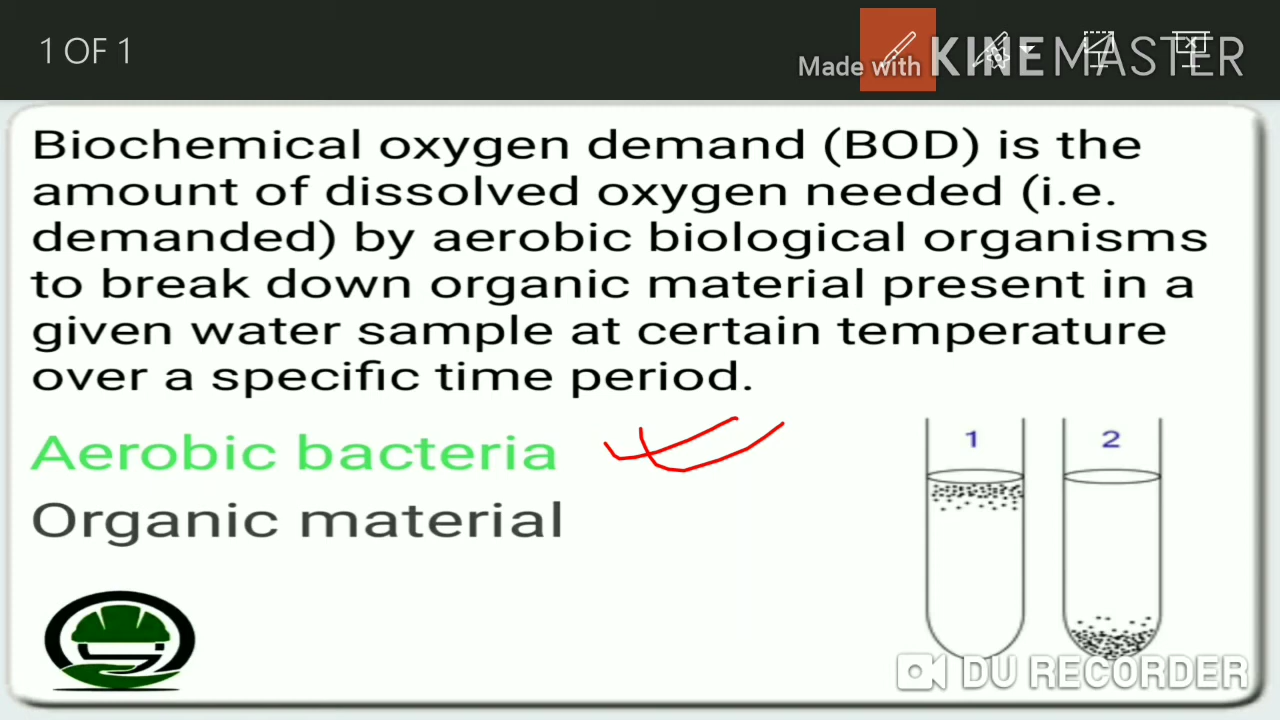 1 OF 1
Made with KINEMASTER
Biochemical oxygen demand (BOD) is the
amount of dissolved oxygen needed (i.e.
demanded) by aerobic biological organisms
to break down organic material present in a
given water sample at certain temperature
over a specific time period.
Aerobic bacteria
Organic material
1 2
DU RECORDER